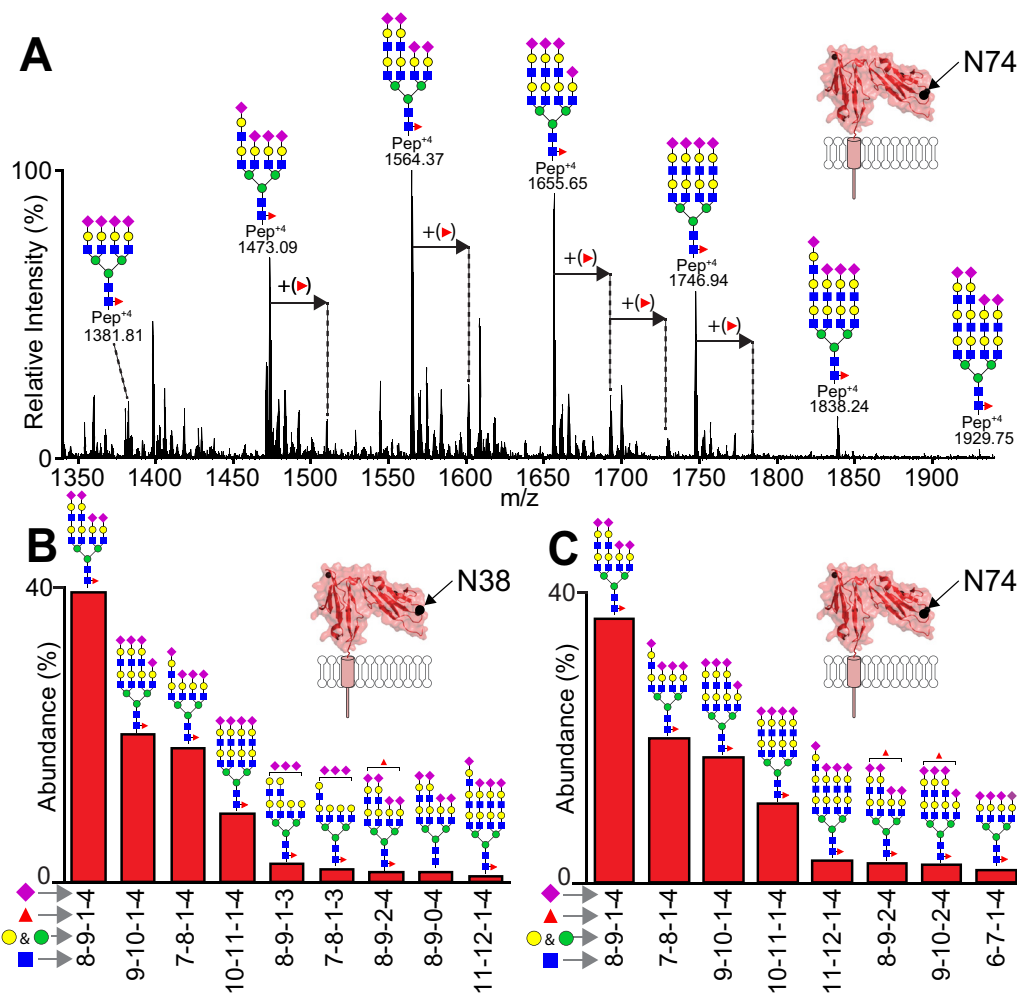 A
N74
Pep+4
1564.37
Pep+4
1655.65
100
Pep+4
1473.09
+(►)
Pep+4
1746.94
+(►)
+(►)
+(►)
+(►)
Pep+4
1381.81
Pep+4
1838.24
Pep+4
1929.75
Relative Intensity (%)
0
1350 1400 1450 1500 1550 1600 1650 1700 1750 1800 1850 1900
m/z
B
N38
40
Abundance (%)
0
&
8-9-1-4
9-10-1-4
7-8-1-4
10-11-1-4
8-9-1-3
7-8-1-3
8-9-2-4
8-9-0-4
11-12-1-4
C
N74
40
Abundance (%)
0
&
8-9-1-4
7-8-1-4
9-10-1-4
10-11-1-4
11-12-1-4
8-9-2-4
9-10-2-4
6-7-1-4